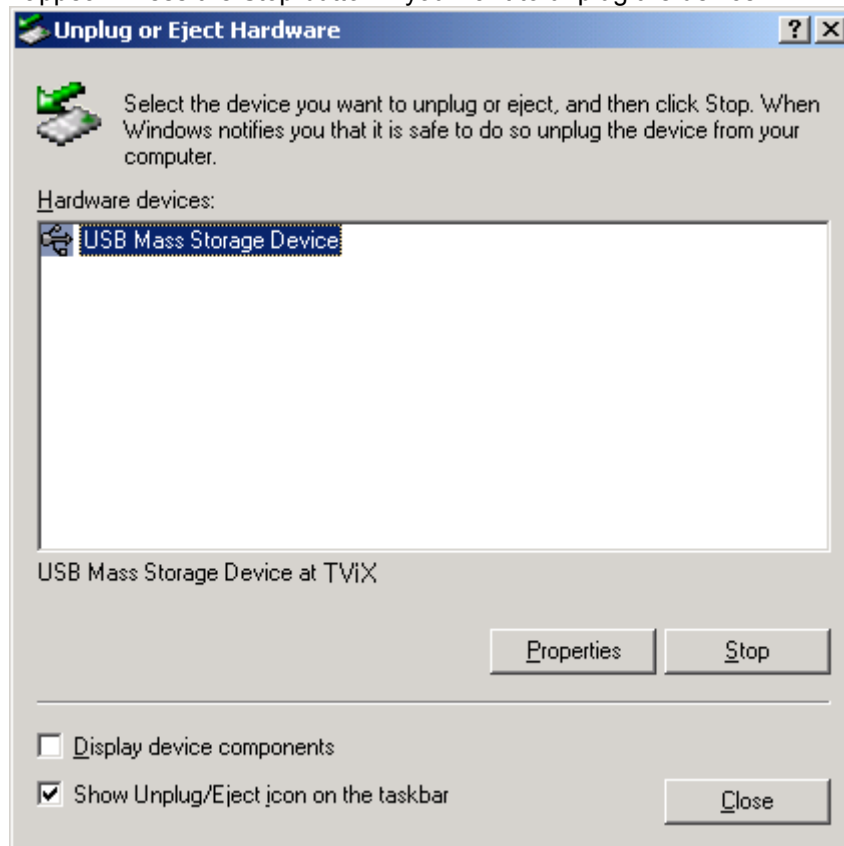 Unplug or Eject Hardware
Select the device you want to unplug or eject, and then click Stop. When
Windows notifies you that it is safe to do so unplug the device from your
computer.
Hardware devices:
USB Mass Storage Device
USB Mass Storage Device at TViX
Properties
Stop
Display device components
Show Unplug/Eject icon on the taskbar
Close